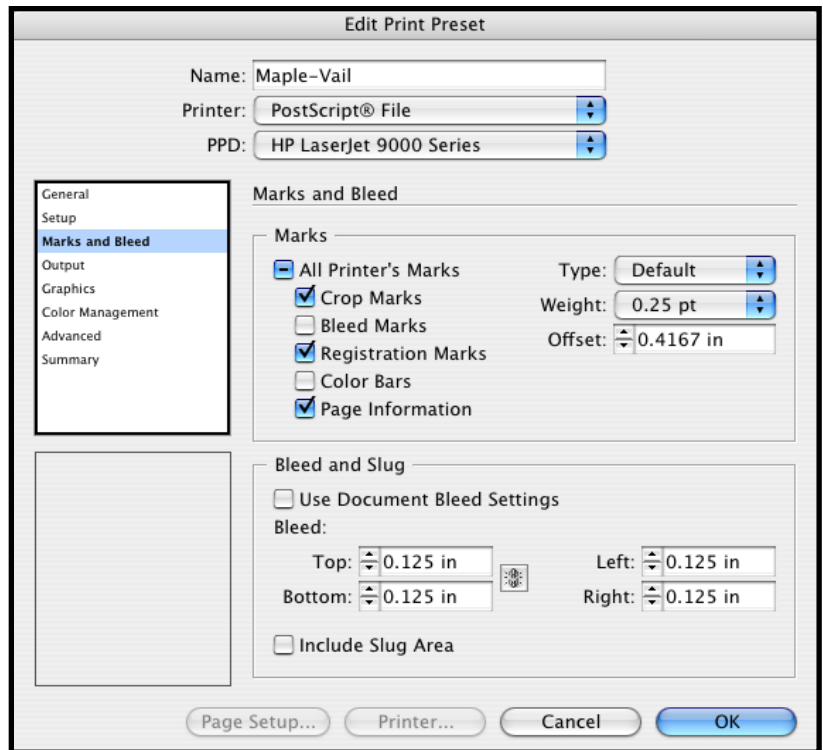 Edit Print Preset
Name: Maple-Vail
Printer: PostScript® File
PPD: HP LaserJet 9000 Series
General
Setup
Marks and Bleed
Output
Graphics
Color Management
Advanced
Summary
Marks and Bleed
Marks
All Printer's Marks
Crop Marks
Bleed Marks
Registration Marks
Color Bars
Page Information
Type: Default
Weight: 0.25 pt
Offset: 0.4167 in
Bleed and Slug
Use Document Bleed Settings
Bleed:
Top: 0.125 in
Bottom: 0.125 in
Left: 0.125 in
Right: 0.125 in
Include Slug Area
Page Setup...
Printer...
Cancel
OK